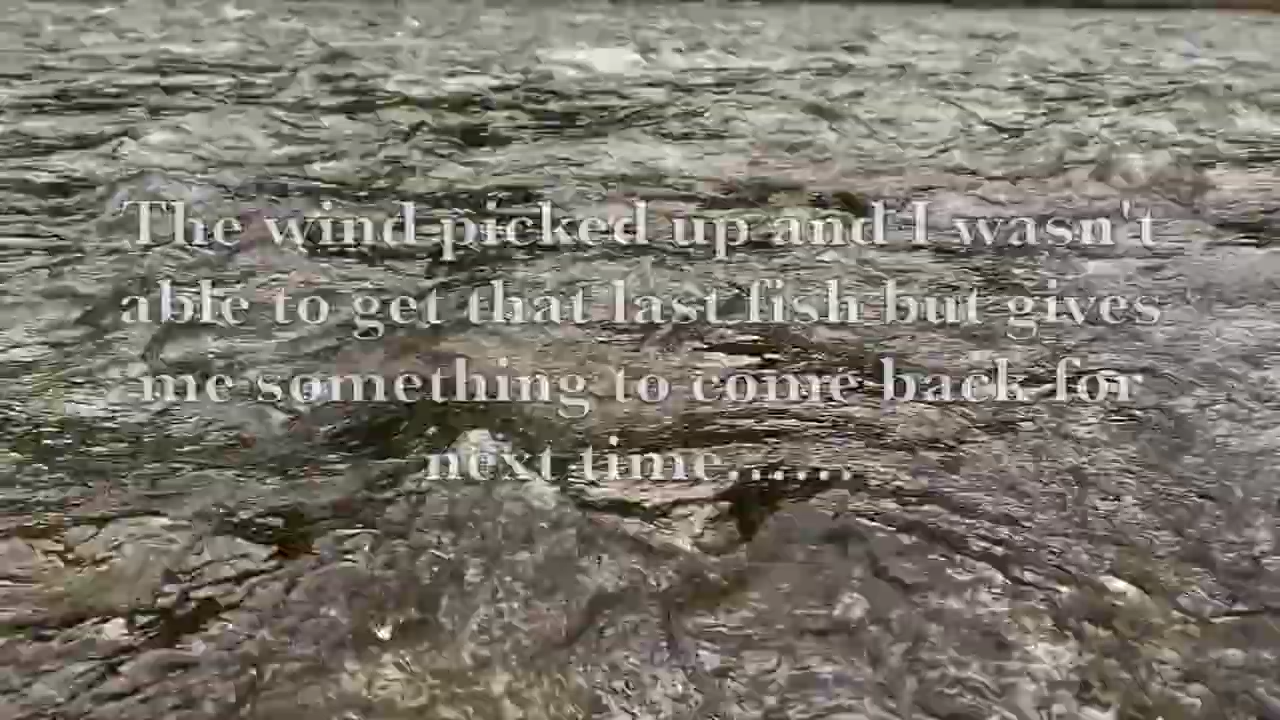 The wind picked up and I wasn't
able to get that last fish but gives
me something to come back for
next time.......